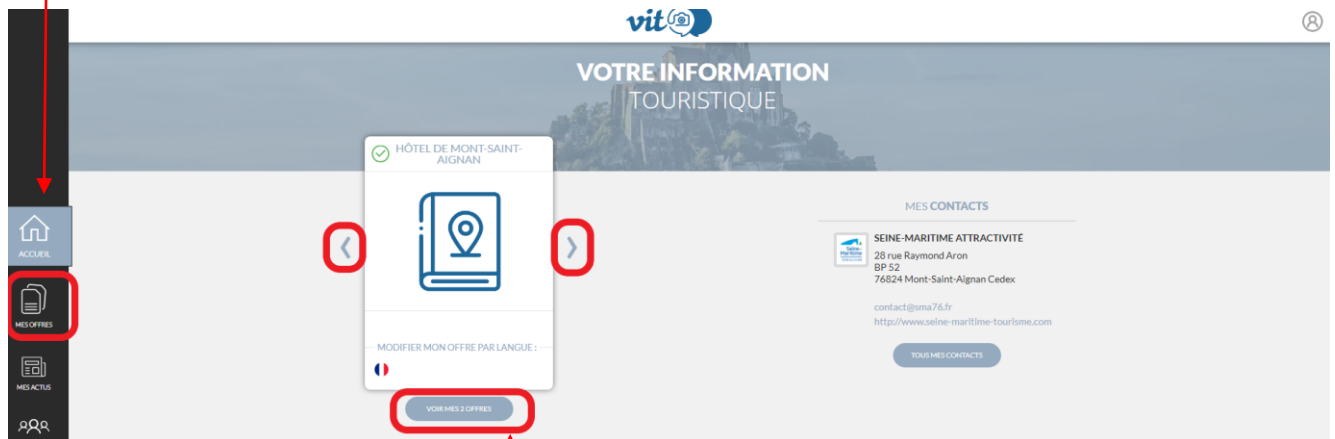 vit
VOTRE INFORMATION
TOURISTIQUE
HÔTEL DE MONT-SAINT-
AIGNAN
MODIFIER MON OFFRE PAR LANGUE :
VOIR MES 2 OFFRES
ACCUEIL
MES OFFRES
MES ACTUS
MES CONTACTS
SEINE-MARITIME ATTRACTIVITÉ
28 rue Raymond Aron
BP 52
76824 Mont-Saint-Aignan Cedex
contact@sma76.fr
http://www.seine-maritime-tourisme.com
TOUS MES CONTACTS